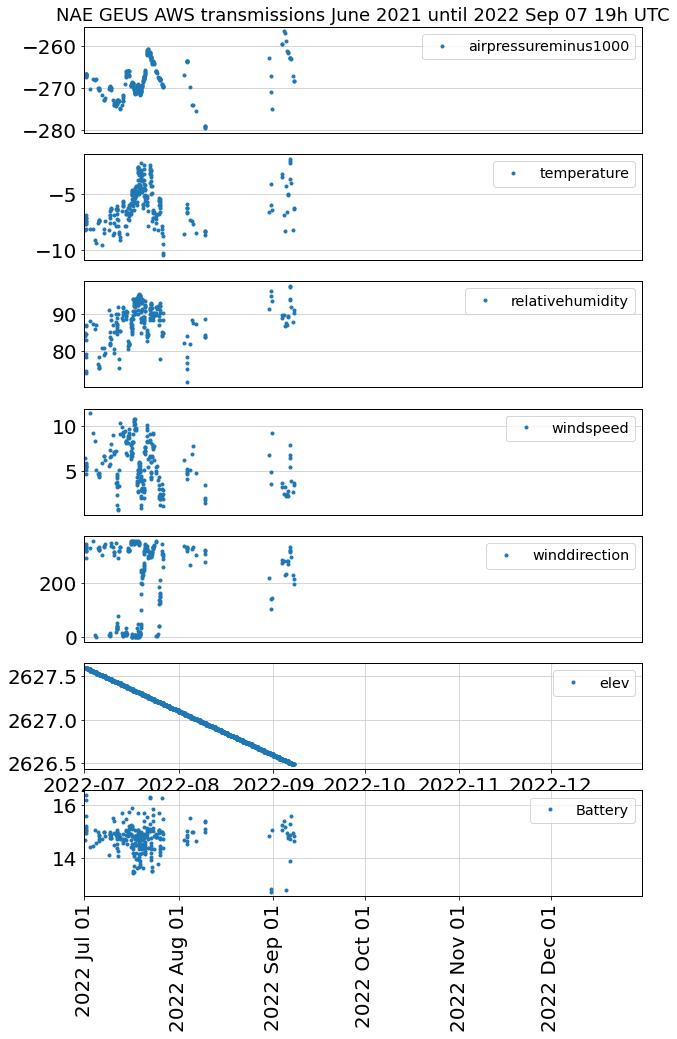 NAE GEUS AWS transmissions June 2021 until 2022 Sep 07 19h UTC
−260
−270
−280
airpressureminus1000
−5
−10
temperature
90
80
relativehumidity
10
5
windspeed
200
0
winddirection
2627.5
2627.0
2626.5
elev
2022-07 2022-08 2022-09 2022-10 2022-11 2022-12
16
14
Battery
2022 Jul 01
2022 Aug 01
2022 Sep 01
2022 Oct 01
2022 Nov 01
2022 Dec 01